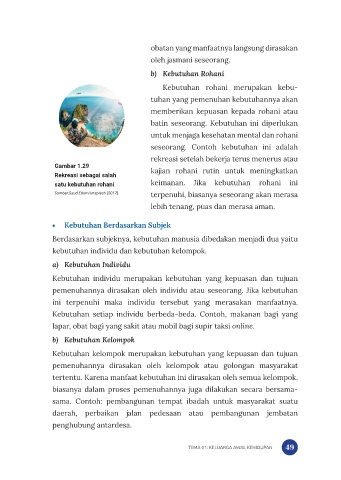 obatan yang manfaatnya langsung dirasakan
oleh jasmani seseorang.
b) Kebutuhan Rohani
Kebutuhan rohani merupakan kebu-
tuhan yang pemenuhan kebutuhannya akan
memberikan kepuasan kepada rohani atau
batin seseorang. Kebutuhan ini diperlukan
untuk menjaga kesehatan mental dan rohani
seseorang. Contoh kebutuhan ini adalah
rekreasi setelah bekerja terus menerus atau
kajian rohani rutin untuk meningkatkan
keimanan. Jika kebutuhan rohani ini
terpenuhi, biasanya seseorang akan merasa
lebih tenang, puas dan merasa aman.
Gambar 1.29
Rekreasi sebagai salah
satu kebutuhan rohani
• Kebutuhan Berdasarkan Subjek
Berdasarkan subjeknya, kebutuhan manusia dibedakan menjadi dua yaitu
kebutuhan individu dan kebutuhan kelompok.
a) Kebutuhan Individu
Kebutuhan individu merupakan kebutuhan yang kepuasan dan tujuan
pemenuhannya dirasakan oleh individu atau seseorang. Jika kebutuhan
ini terpenuhi maka individu tersebut yang merasakan manfaatnya.
Kebutuhan setiap individu berbeda-beda. Contoh, makanan bagi yang
lapar, obat bagi yang sakit atau mobil bagi supir taksi online.
b) Kebutuhan Kelompok
Kebutuhan kelompok merupakan kebutuhan yang kepuasan dan tujuan
pemenuhannya dirasakan oleh kelompok atau golongan masyarakat
tertentu. Karena manfaat kebutuhan ini dirasakan oleh semua kelompok,
biasanya dalam proses pemenuhannya juga dilakukan secara bersama-
sama. Contoh: pembangunan tempat ibadah untuk masyarakat suatu
daerah, perbaikan jalan pedesaan atau pembangunan jembatan
penghubung antardesa.
TEMA 01: KELUARGA AWAL KEHIDUPAN 49